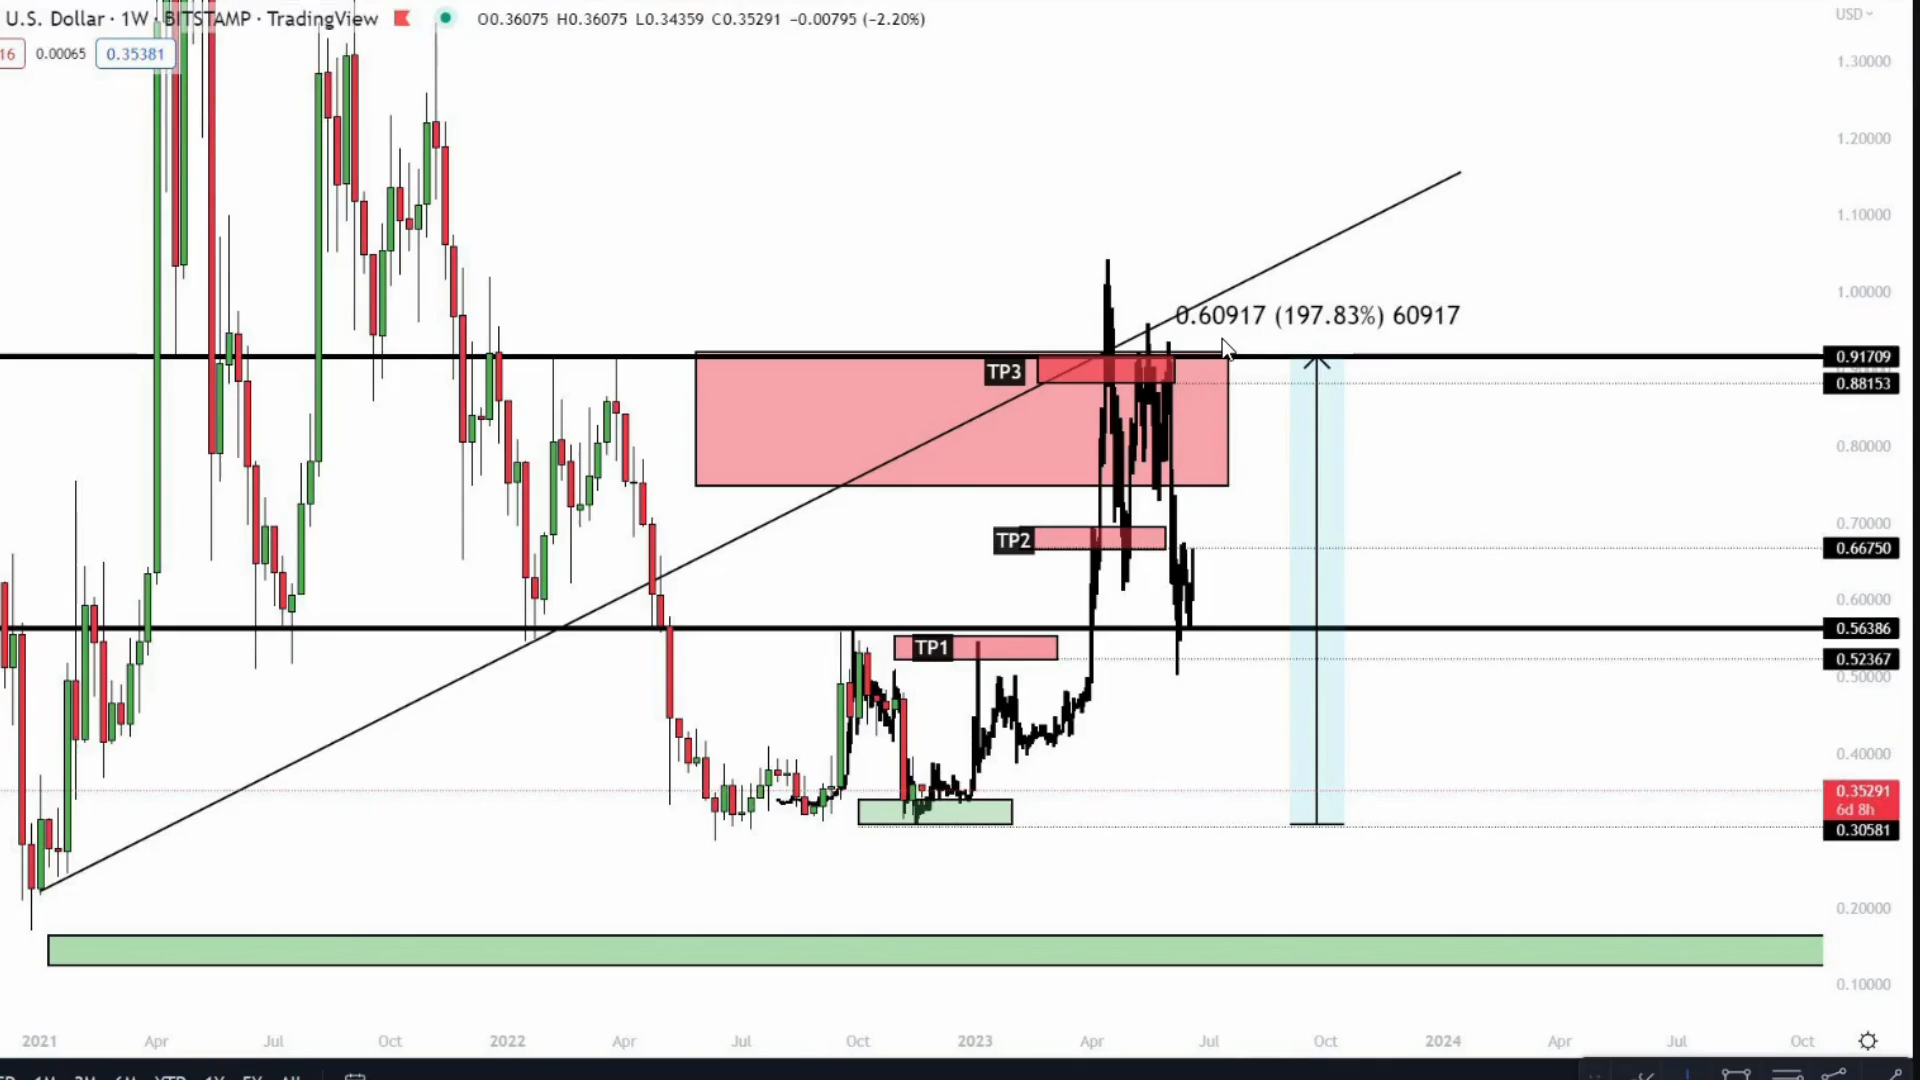 U.S. Dollar · 1W · BITSTAMP · TradingView
O0.36075 H0.36075 L0.34359 C0.35291 −0.00795 (−2.20%)
USD
16 0.00065 0.35381
1.30000
1.20000
1.10000
1.00000
0.60917 (197.83%) 60917
0.91709
TP3
0.88153
0.80000
0.70000
TP2
0.66750
0.60000
0.56386
TP1
0.52367
0.50000
0.40000
0.35291
6d 8h
0.30581
0.20000
0.10000
2021 Apr Jul Oct 2022 Apr Jul Oct 2023 Apr Jul Oct 2024 Apr Jul Oct